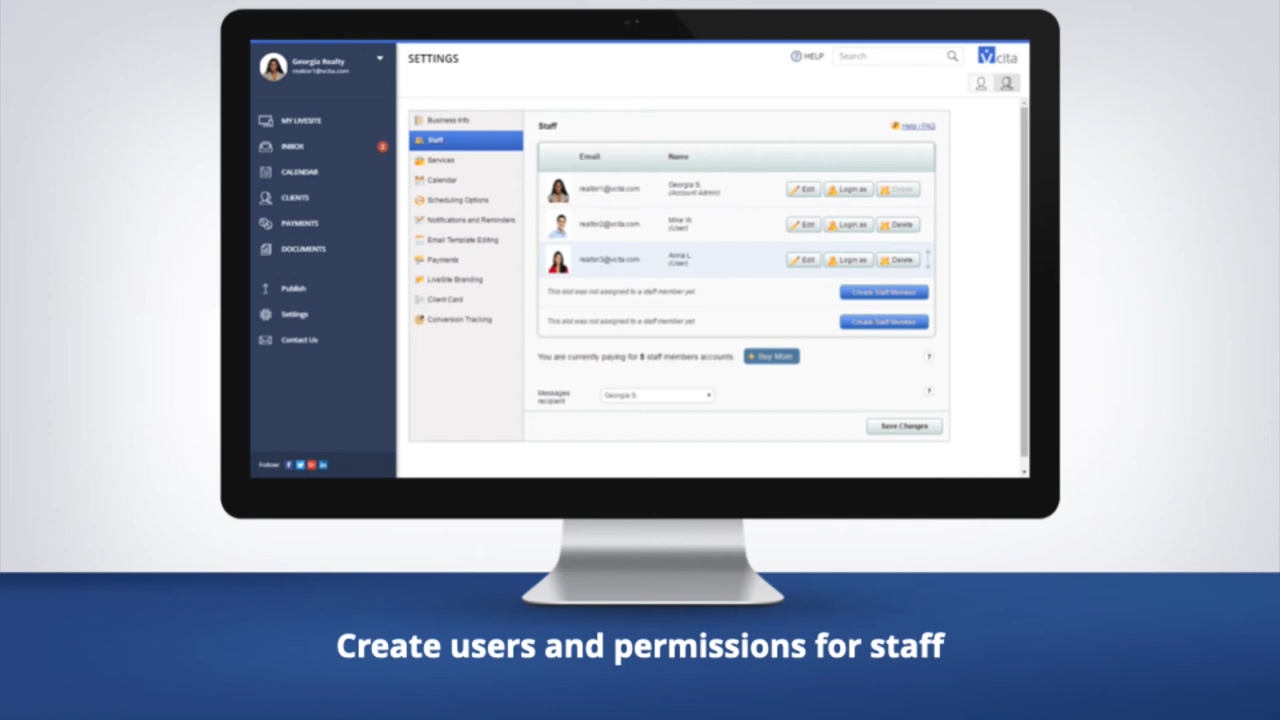 Georgia Realty
realtor1@vcita.com
MY LIVESITE
INBOX
2
CALENDAR
CLIENTS
PAYMENTS
DOCUMENTS
Publish
Settings
Contact Us
Follow:
SETTINGS
HELP
Search
vcita
Business Info
Staff
Services
Calendar
Scheduling Options
Notifications and Reminders
Email Template Editing
Payments
LiveSite Branding
Client Card
Conversion Tracking
Staff
Help / FAQ
Email Name
realtor1@vcita.com Georgia S. Edit Login as Delete
(Account Admin)
realtor2@vcita.com Mike W. Edit Login as Delete
(User)
realtor3@vcita.com Anna L. Edit Login as Delete
(User)
This slot was not assigned to a staff member yet Create Staff Member
This slot was not assigned to a staff member yet Create Staff Member
You are currently paying for 5 staff members accounts. + Buy More ?
Messages recipient Georgia S. ?
Save Changes
Create users and permissions for staff